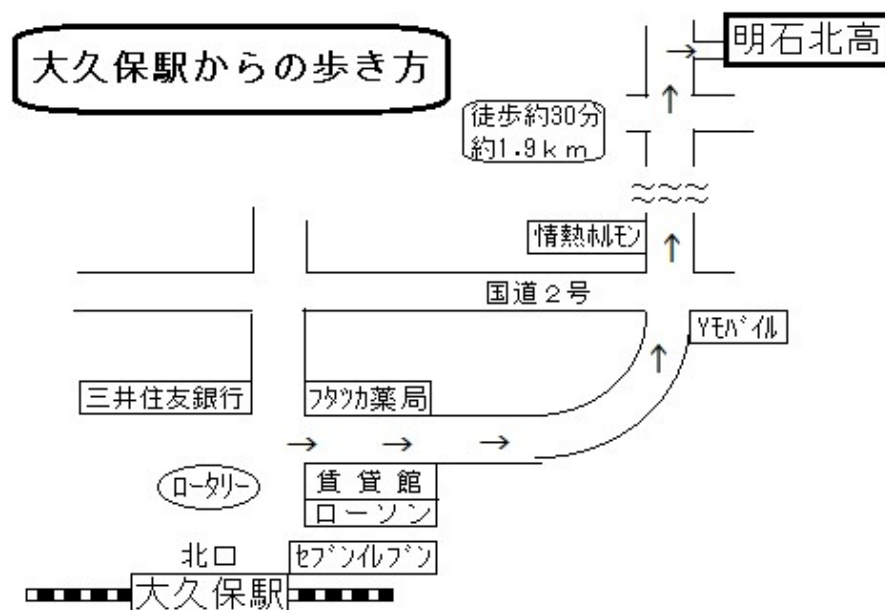 大久保駅からの歩き方
明石北高
徒歩約30分
約1.9km
情熱ﾎﾙﾓﾝ
国道２号
Yﾓﾊﾞｲﾙ
三井住友銀行
ﾌﾀﾂｶ薬局
ﾛｰﾀﾘｰ
賃貸館
ローソン
北口
ｾﾌﾞﾝｲﾚﾌﾞﾝ
大久保駅